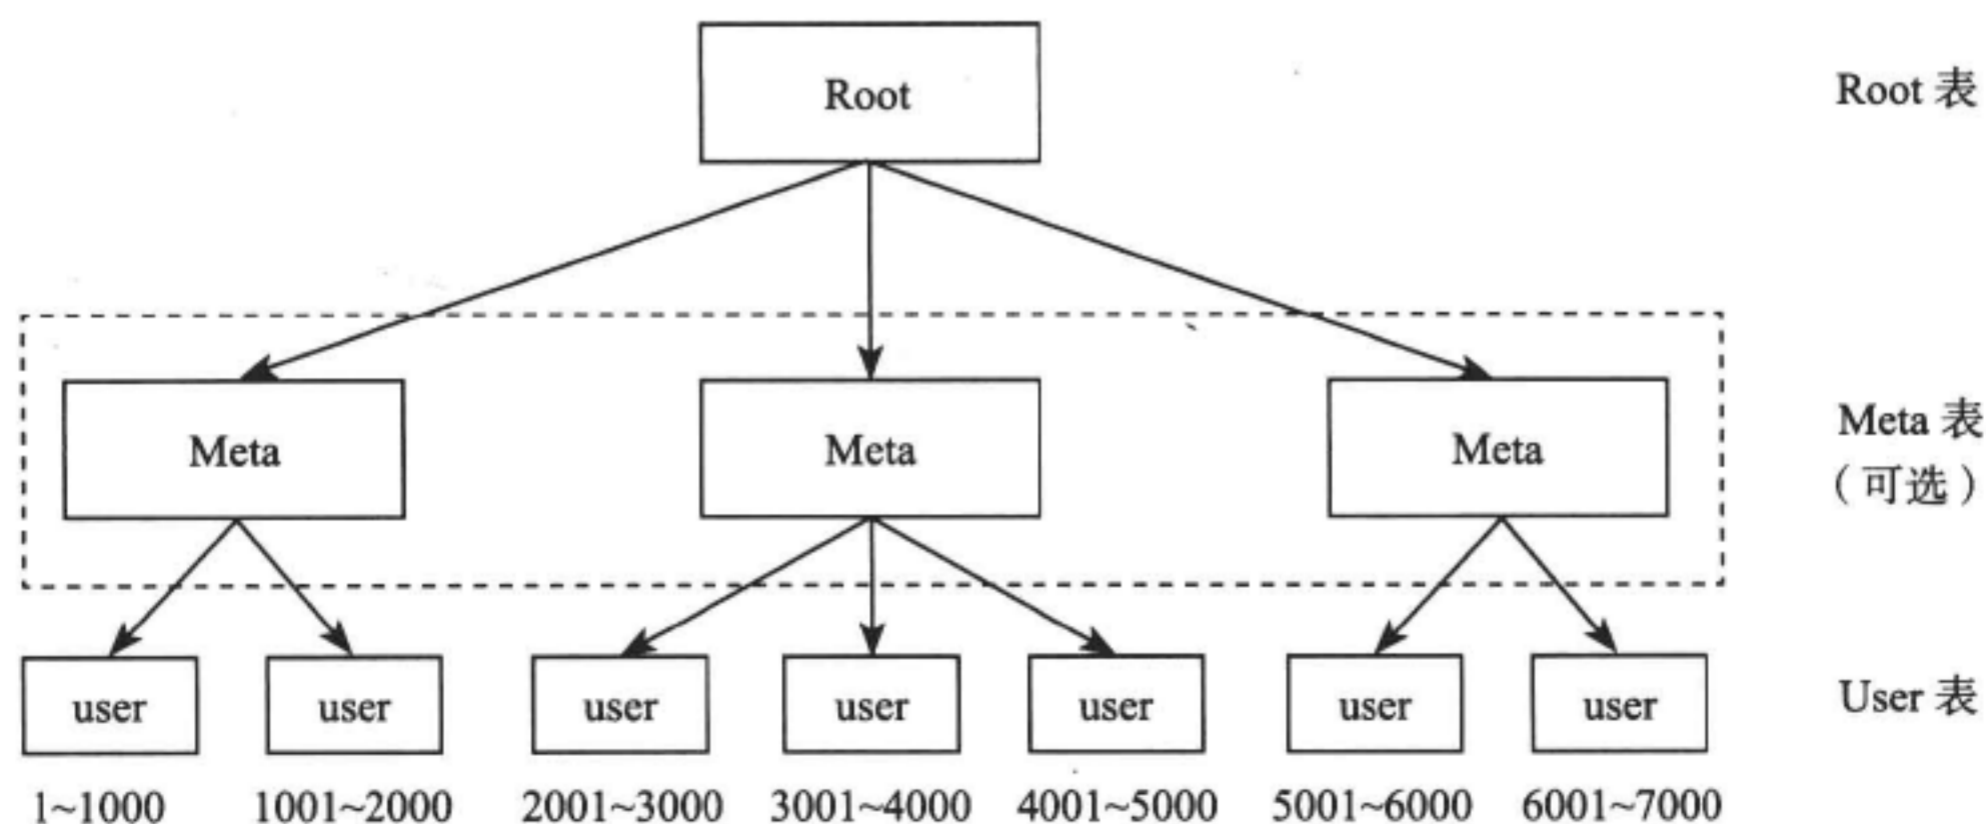 Root
Root 表
Meta
Meta
Meta
Meta 表
（可选）
user
user
user
user
user
user
user
User 表
1~1000
1001~2000
2001~3000
3001~4000
4001~5000
5001~6000
6001~7000